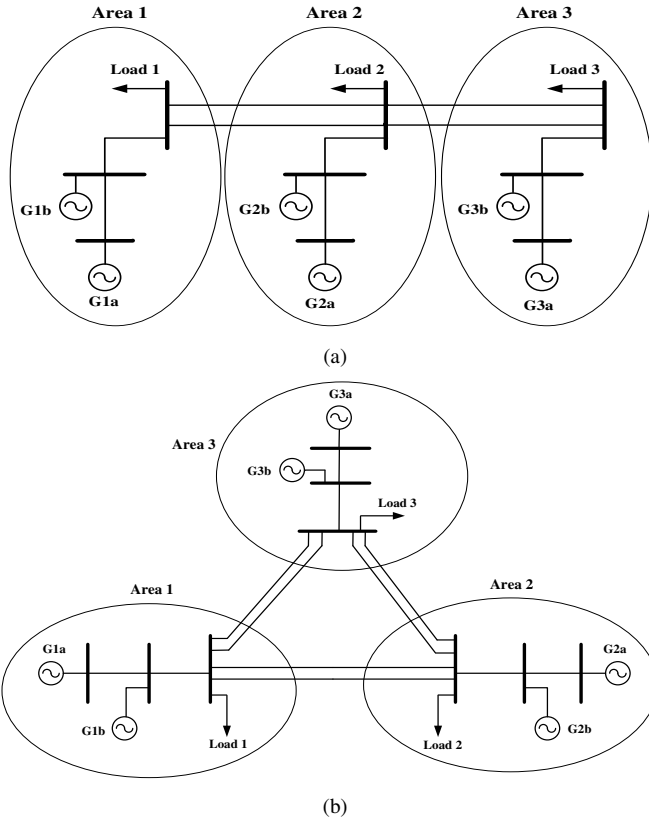 Area 1 Area 2 Area 3
Load 1 Load 2 Load 3
G1b G2b G3b
G1a G2a G3a
(a)
G3a
Area 3
G3b
Load 3
Area 1 Area 2
G1a G2a
G1b G2b
Load 1 Load 2
(b)